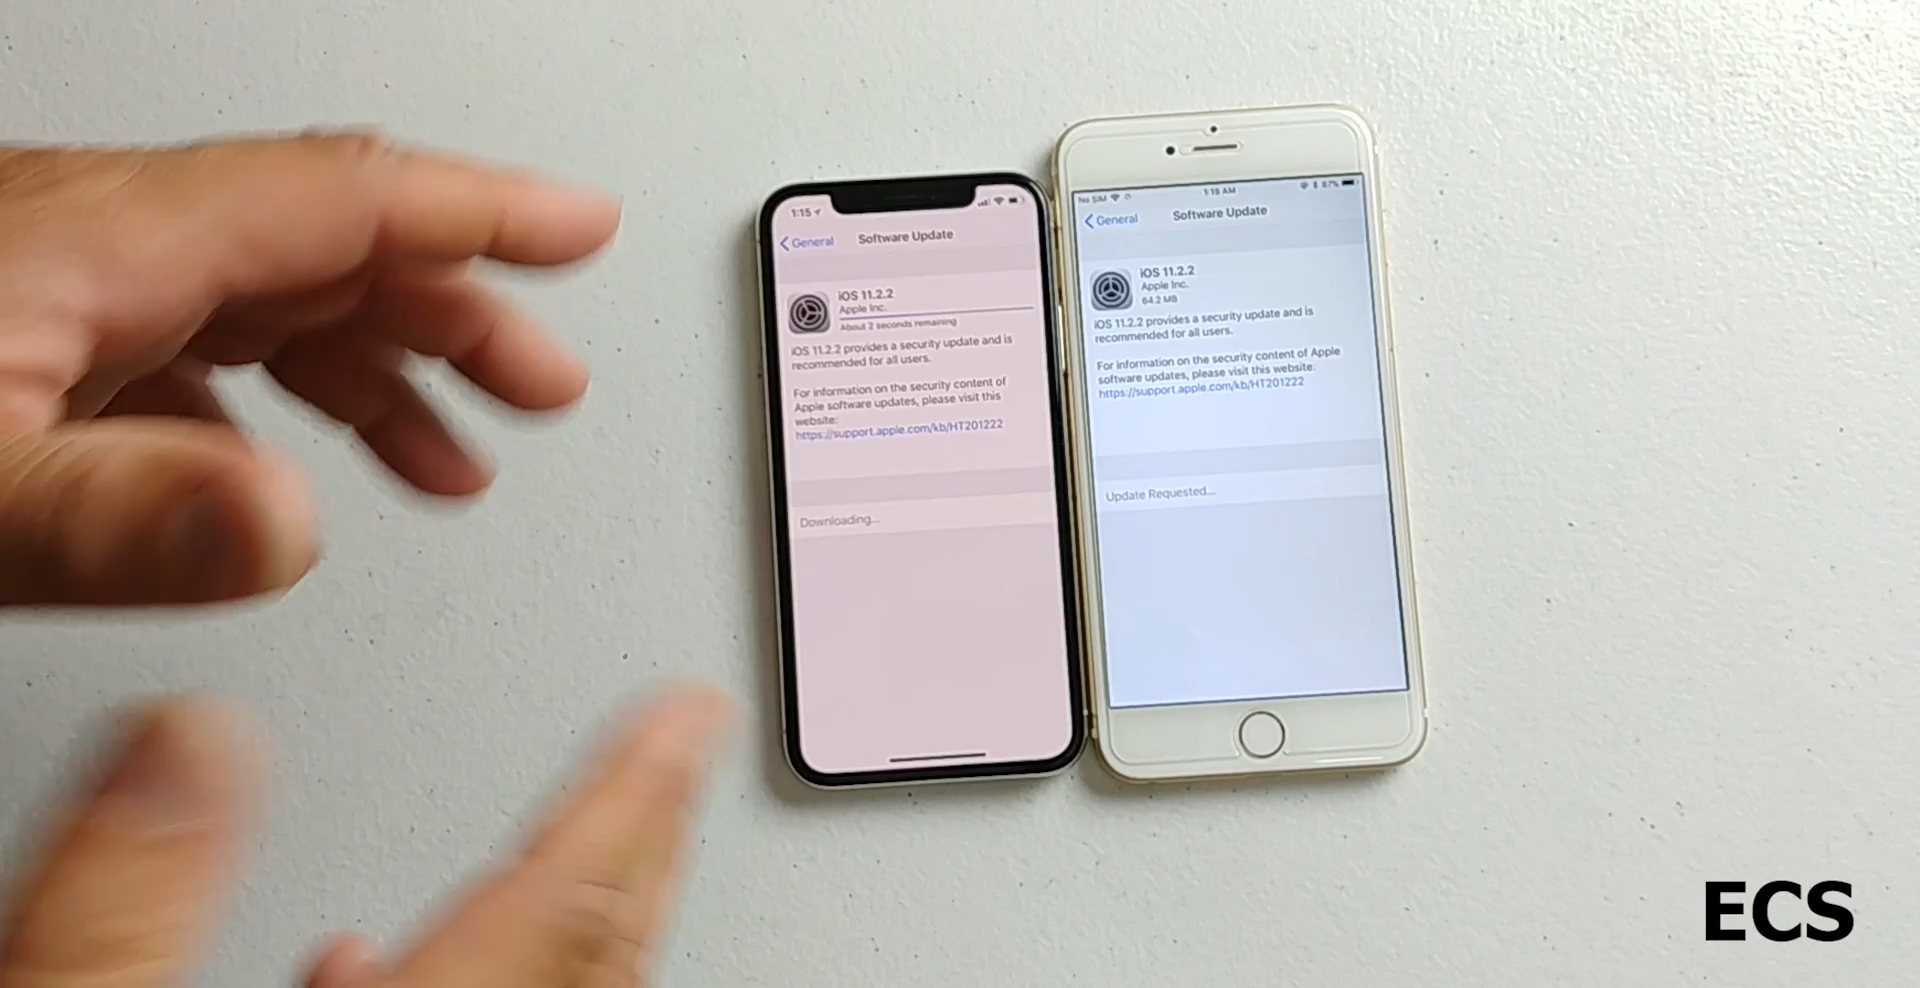 1:15
General
Software Update
iOS 11.2.2
Apple Inc.
About 2 seconds remaining
iOS 11.2.2 provides a security update and is
recommended for all users.
For information on the security content of
Apple software updates, please visit this
website:
https://support.apple.com/kb/HT201222
Downloading...
No SIM
1:15 AM
87%
General
Software Update
iOS 11.2.2
Apple Inc.
64.2 MB
iOS 11.2.2 provides a security update and is
recommended for all users.
For information on the security content of Apple
software updates, please visit this website:
https://support.apple.com/kb/HT201222
Update Requested...
ECS